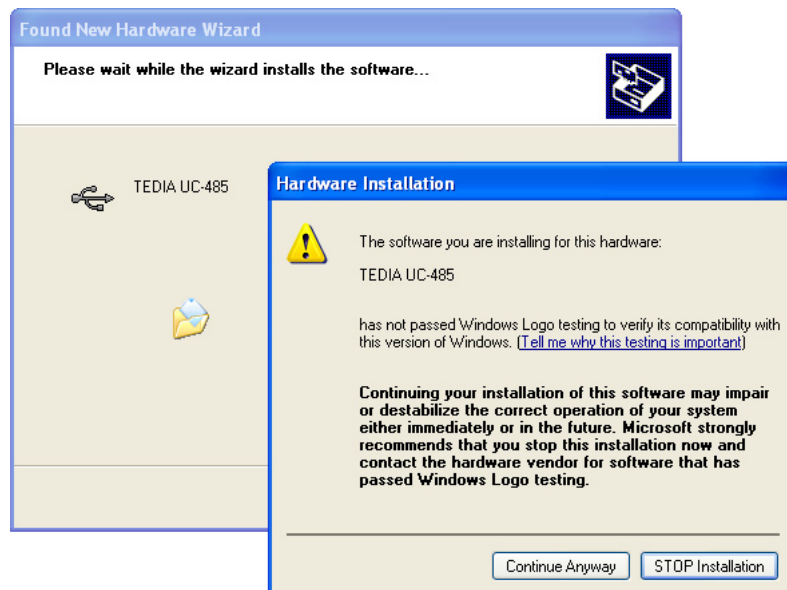 Found New Hardware Wizard
Please wait while the wizard installs the software...
TEDIA UC-485
Hardware Installation
The software you are installing for this hardware:
TEDIA UC-485
has not passed Windows Logo testing to verify its compatibility with
this version of Windows. (Tell me why this testing is important)
Continuing your installation of this software may impair
or destabilize the correct operation of your system
either immediately or in the future. Microsoft strongly
recommends that you stop this installation now and
contact the hardware vendor for software that has
passed Windows Logo testing.
Continue Anyway
STOP Installation